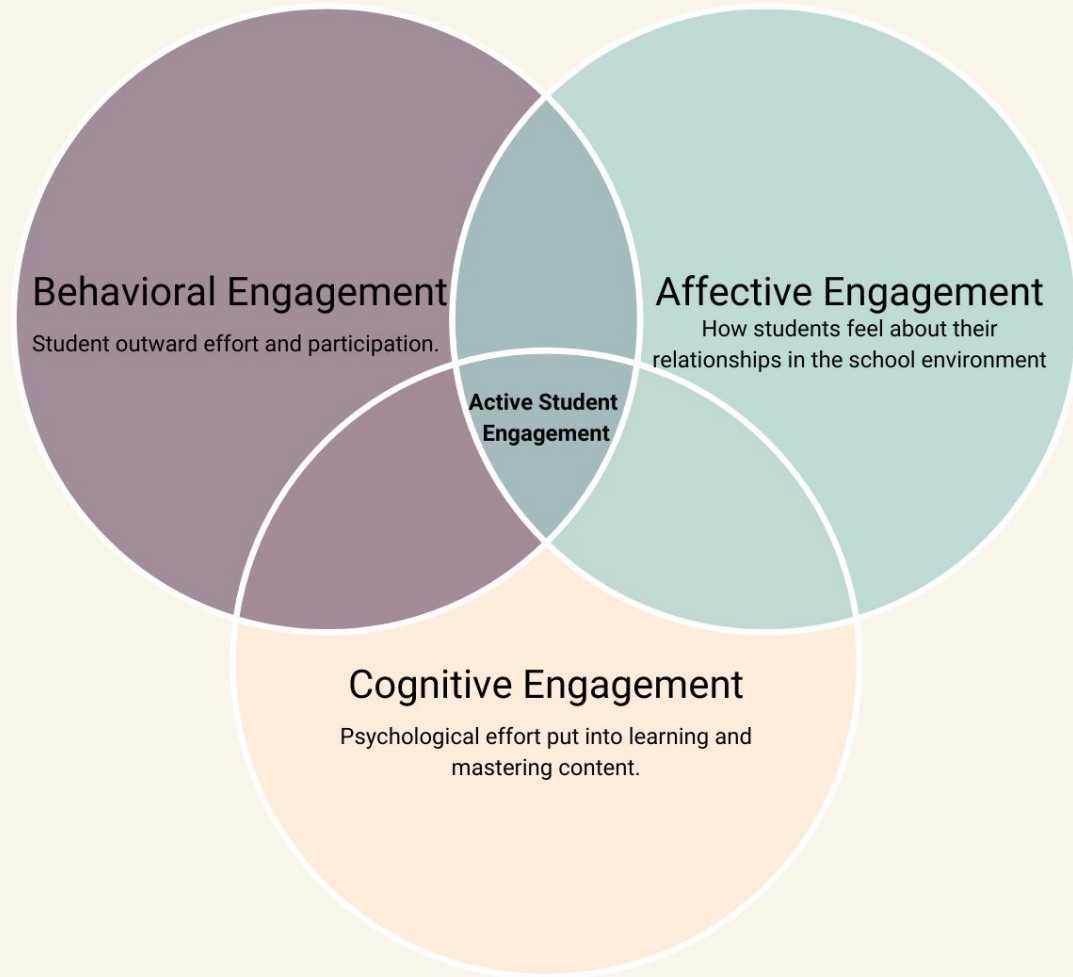 Behavioral Engagement
Student outward effort and participation.
Affective Engagement
How students feel about their
relationships in the school environment
Active Student
Engagement
Cognitive Engagement
Psychological effort put into learning and
mastering content.